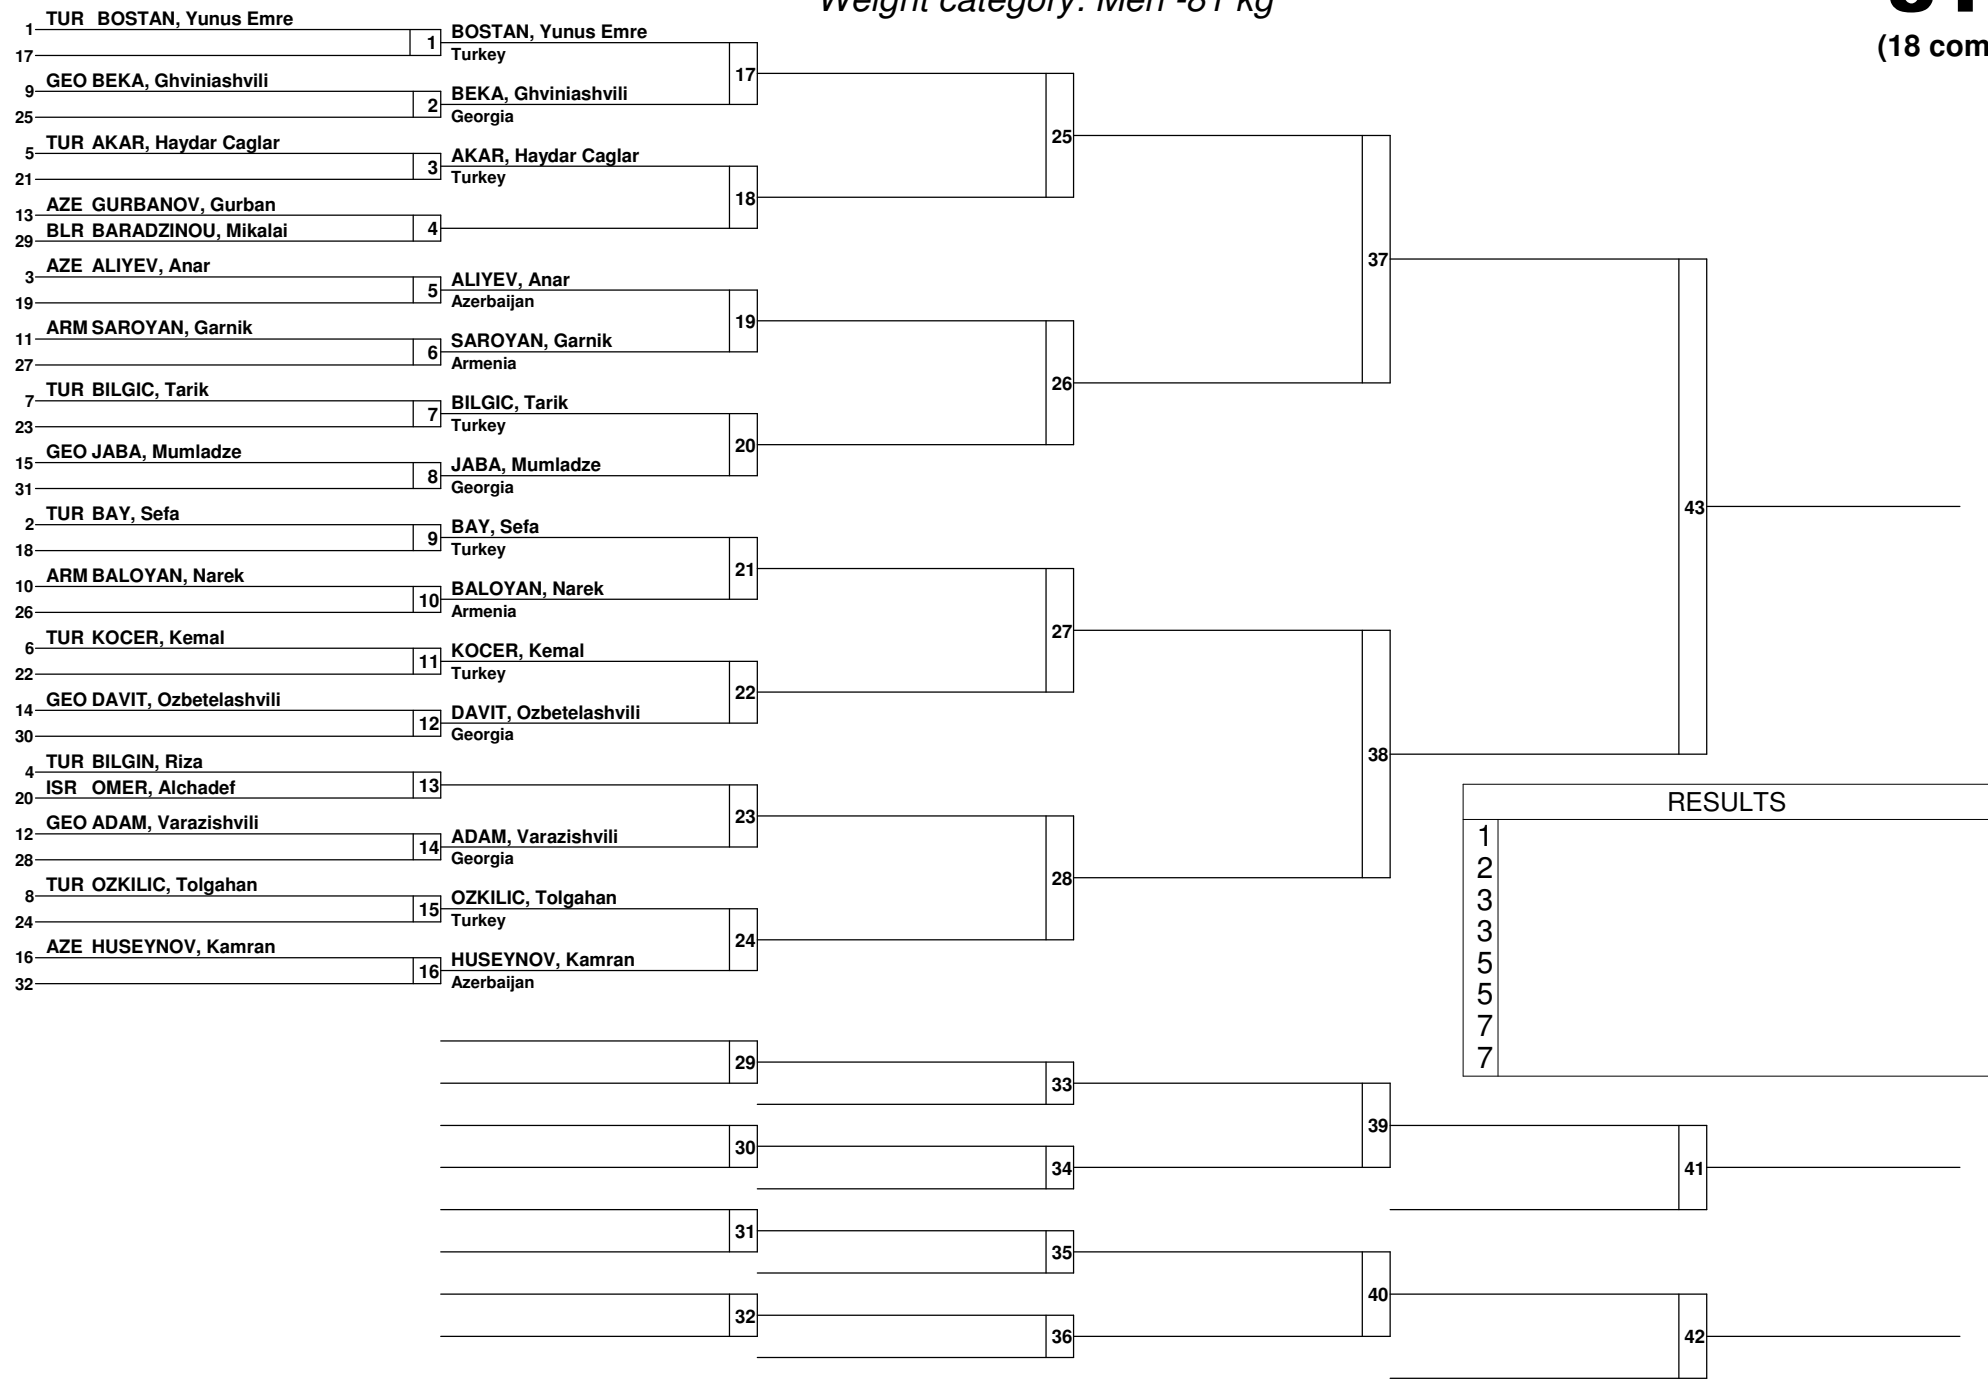 Weight category: Men -81 kg
(18 com
1 TUR BOSTAN, Yunus Emre
17
1 BOSTAN, Yunus Emre
Turkey
9 GEO BEKA, Ghviniashvili
25
2 BEKA, Ghviniashvili
Georgia
17
5 TUR AKAR, Haydar Caglar
21
3 AKAR, Haydar Caglar
Turkey
13 AZE GURBANOV, Gurban
29 BLR BARADZINOU, Mikalai
4
18
25
3 AZE ALIYEV, Anar
19
5 ALIYEV, Anar
Azerbaijan
11 ARM SAROYAN, Garnik
27
6 SAROYAN, Garnik
Armenia
19
7 TUR BILGIC, Tarik
23
7 BILGIC, Tarik
Turkey
15 GEO JABA, Mumladze
31
8 JABA, Mumladze
Georgia
20
26
37
2 TUR BAY, Sefa
18
9 BAY, Sefa
Turkey
10 ARM BALOYAN, Narek
26
10 BALOYAN, Narek
Armenia
21
6 TUR KOCER, Kemal
22
11 KOCER, Kemal
Turkey
14 GEO DAVIT, Ozbetelashvili
30
12 DAVIT, Ozbetelashvili
Georgia
22
27
4 TUR BILGIN, Riza
20 ISR OMER, Alchadef
13
12 GEO ADAM, Varazishvili
28
14 ADAM, Varazishvili
Georgia
23
8 TUR OZKILIC, Tolgahan
24
15 OZKILIC, Tolgahan
Turkey
16 AZE HUSEYNOV, Kamran
32
16 HUSEYNOV, Kamran
Azerbaijan
24
28
38
43
RESULTS
1
2
3
3
5
5
7
7
29
33
30
34
39
41
31
35
32
36
40
42